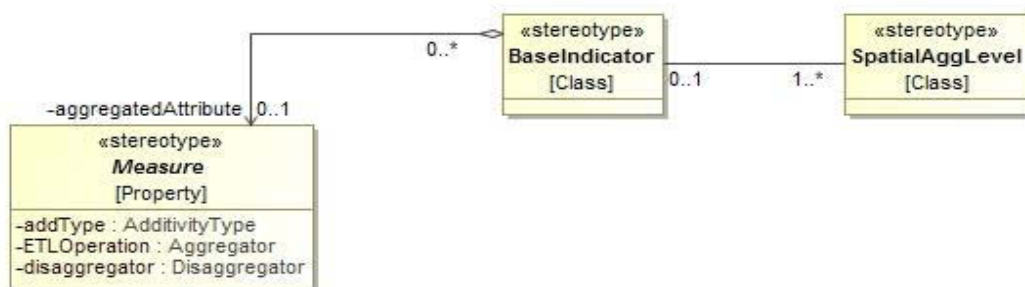 «stereotype»
BaseIndicator
[Class]
«stereotype»
SpatialAggLevel
[Class]
0..*
0..1
1..*
-aggregatedAttribute
0..1
«stereotype»
Measure
[Property]
-addType : AdditivityType
-ETLOperation : Aggregator
-disaggregator : Disaggregator